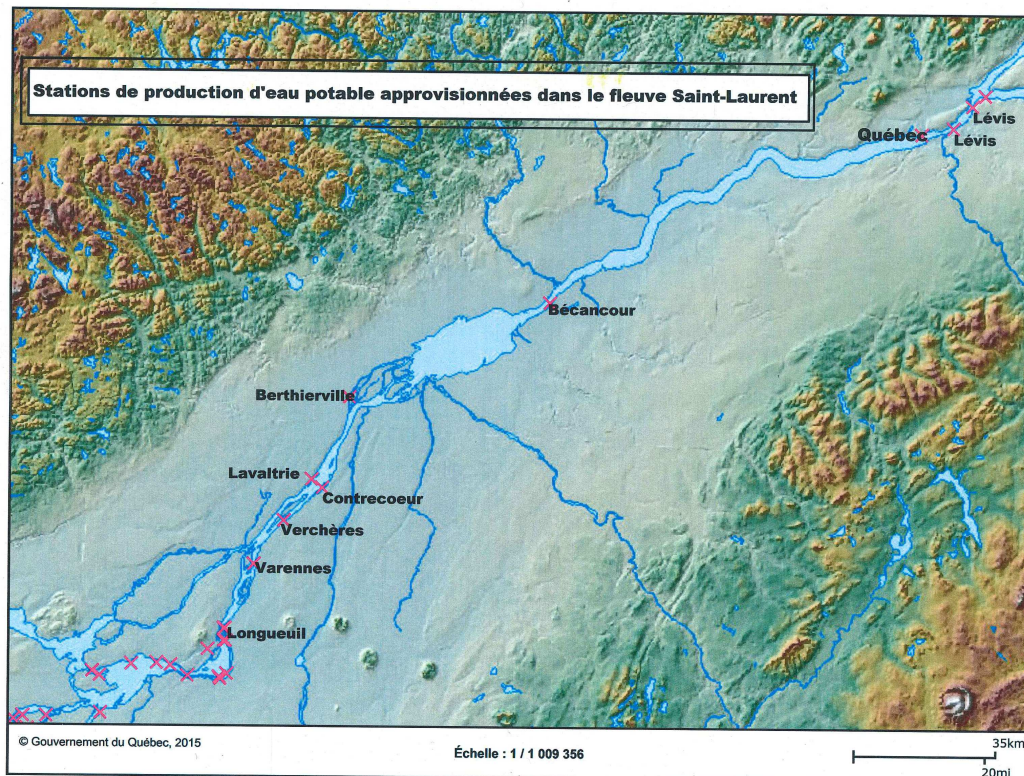 Stations de production d'eau potable approvisionnées dans le fleuve Saint-Laurent
Lévis
Québéc
Lévis
Bécancour
Berthierville
Lavaltrie
Contrecoeur
Verchères
Varennes
Longueuil
© Gouvernement du Québec, 2015
Échelle : 1 / 1 009 356
35km
20mi